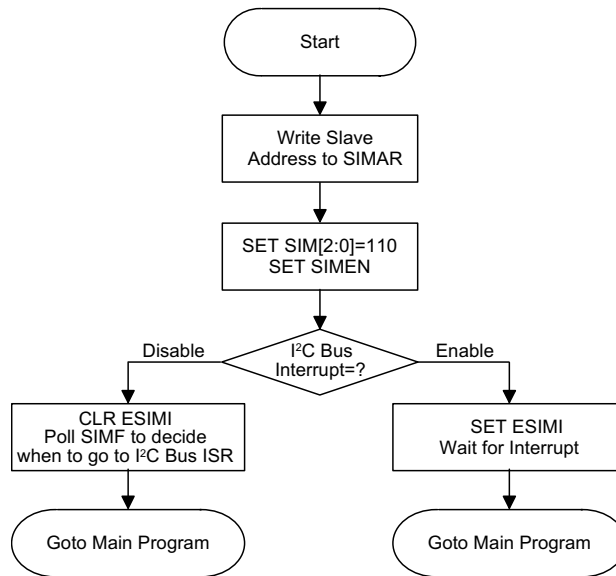 Start
Write Slave
Address to SIMAR
SET SIM[2:0]=110
SET SIMEN
I²C Bus
Interrupt=?
Disable
Enable
CLR ESIMI
Poll SIMF to decide
when to go to I²C Bus ISR
SET ESIMI
Wait for Interrupt
Goto Main Program
Goto Main Program